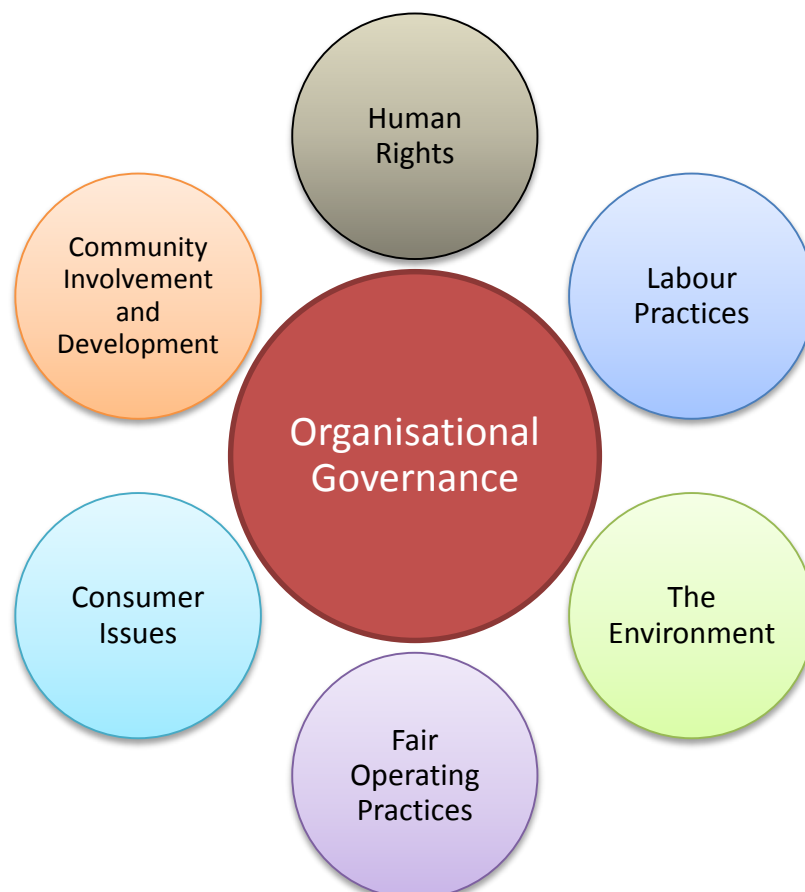 Human
Rights
Community
Involvement
and
Development
Labour
Practices
Organisational
Governance
Consumer
Issues
The
Environment
Fair
Operating
Practices